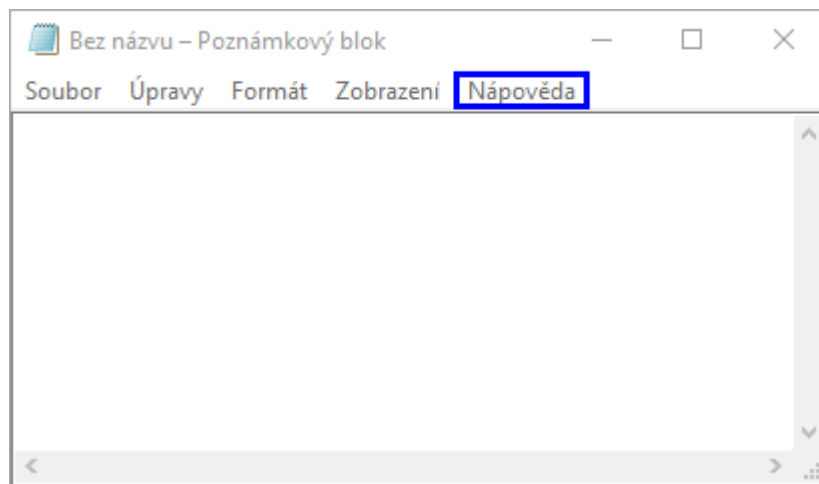 Bez názvu – Poznámkový blok
Soubor Úpravy Formát Zobrazení Nápověda